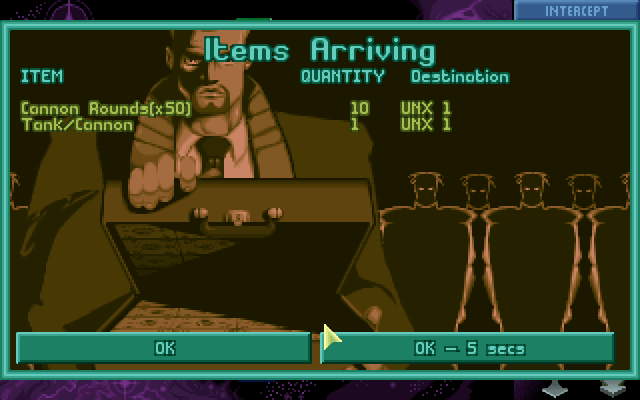 INTERCEPT
Items Arriving
ITEM QUANTITY Destination
Cannon Rounds(x50) 10 UNX 1
Tank/Cannon 1 UNX 1
OK OK - 5 secs